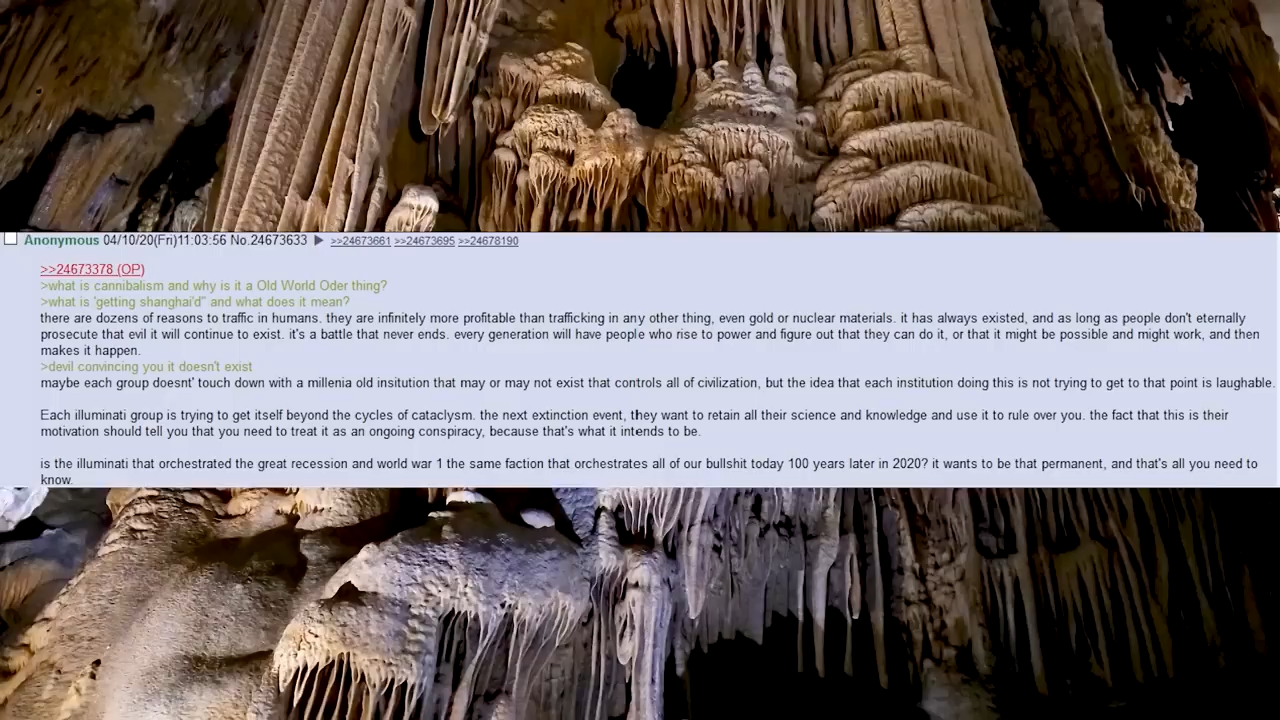 Anonymous 04/10/20(Fri)11:03:56 No.24673633 ▶ >>24673661 >>24673695 >>24678190
>>24673378 (OP)
>what is cannibalism and why is it a Old World Oder thing?
>what is 'getting shanghai'd" and what does it mean?
there are dozens of reasons to traffic in humans. they are infinitely more profitable than trafficking in any other thing, even gold or nuclear materials. it has always existed, and as long as people don't eternally
prosecute that evil it will continue to exist. it's a battle that never ends. every generation will have people who rise to power and figure out that they can do it, or that it might be possible and might work, and then
makes it happen.
>devil convincing you it doesn't exist
maybe each group doesnt' touch down with a millenia old insitution that may or may not exist that controls all of civilization, but the idea that each institution doing this is not trying to get to that point is laughable.
Each illuminati group is trying to get itself beyond the cycles of cataclysm. the next extinction event, they want to retain all their science and knowledge and use it to rule over you. the fact that this is their
motivation should tell you that you need to treat it as an ongoing conspiracy, because that's what it intends to be.
is the illuminati that orchestrated the great recession and world war 1 the same faction that orchestrates all of our bullshit today 100 years later in 2020? it wants to be that permanent, and that's all you need to
know.